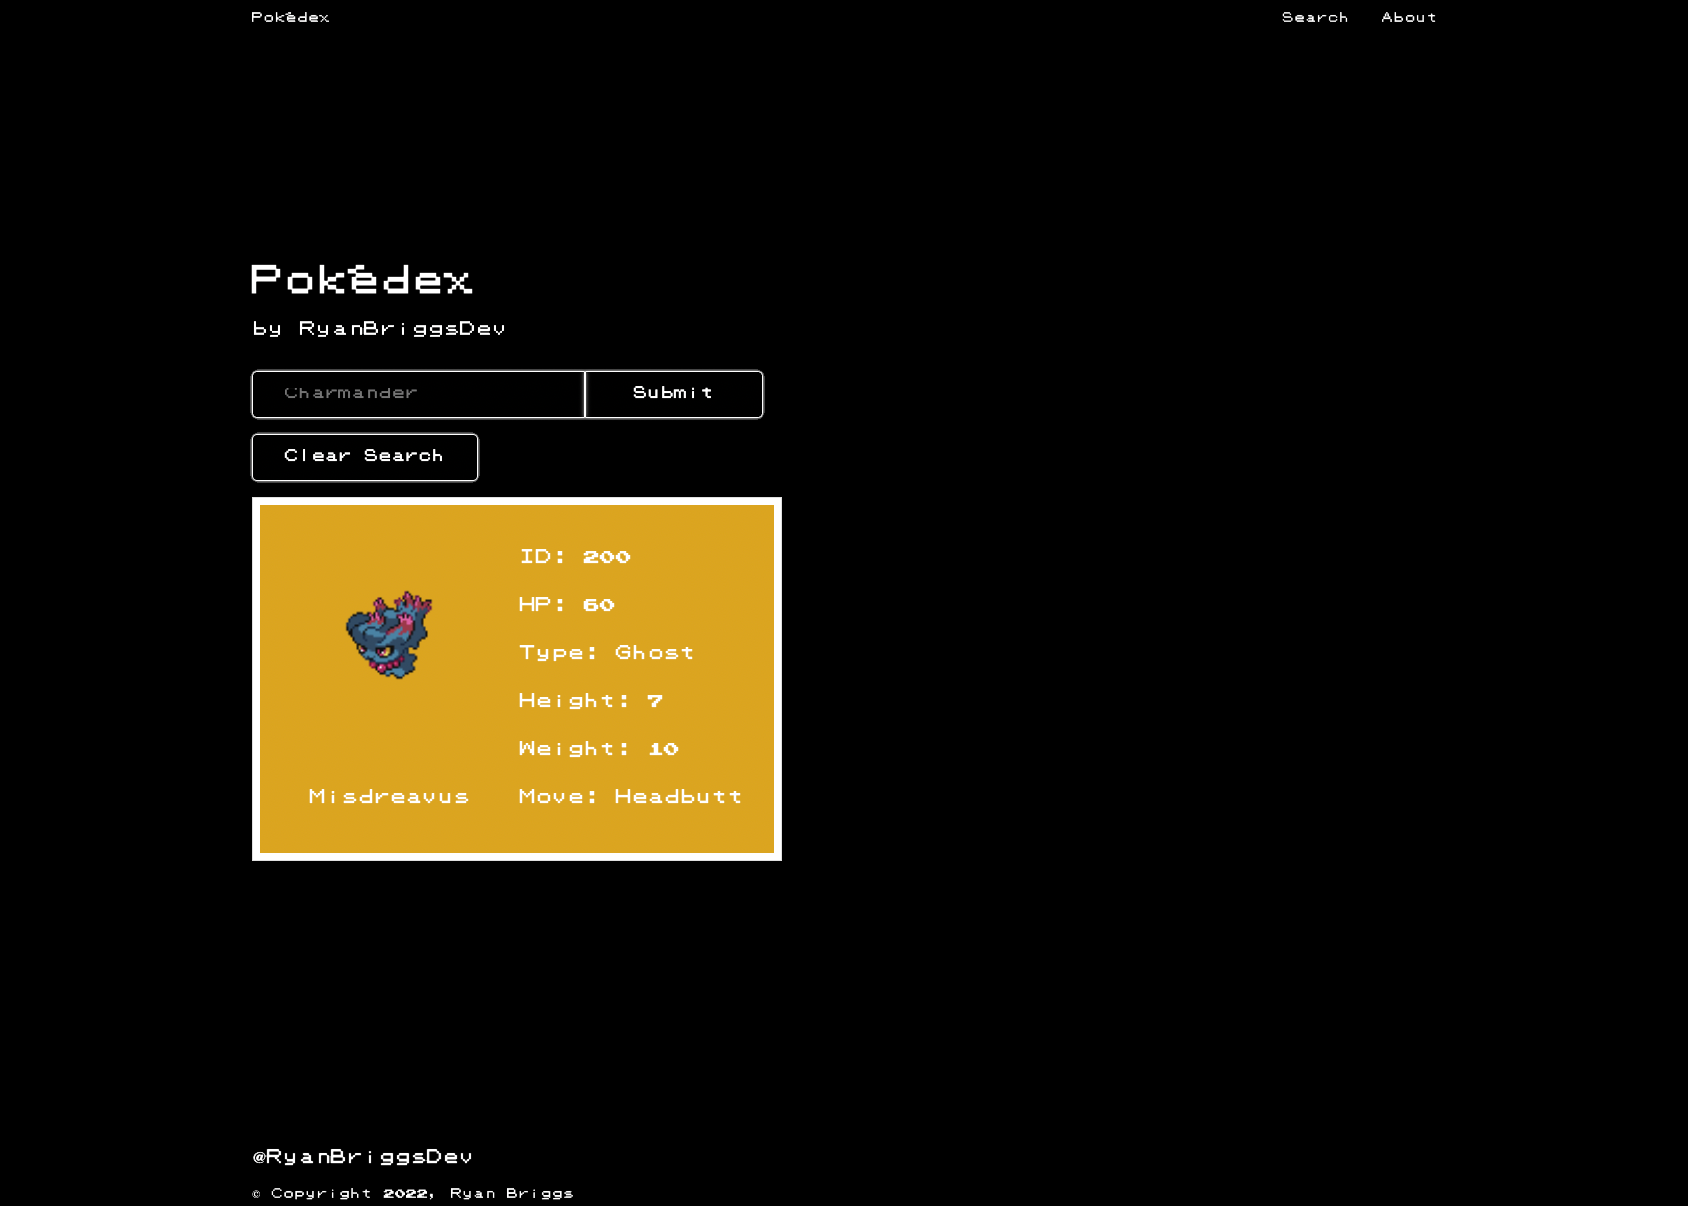 Pokédex
Search
About
Pokédex
by RyanBriggsDev
Charmander
Submit
Clear Search
ID: 200
HP: 60
Type: Ghost
Height: 7
Weight: 10
Misdreavus
Move: Headbutt
@RyanBriggsDev
© Copyright 2022, Ryan Briggs